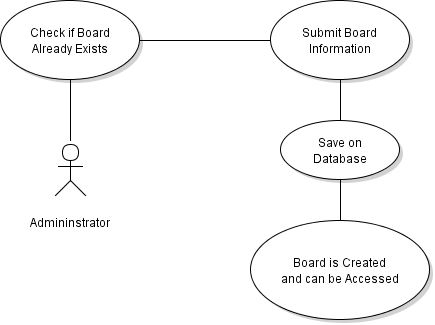 Check if Board
Already Exists
Submit Board
Information
Save on
Database
Admininstrator
Board is Created
and can be Accessed